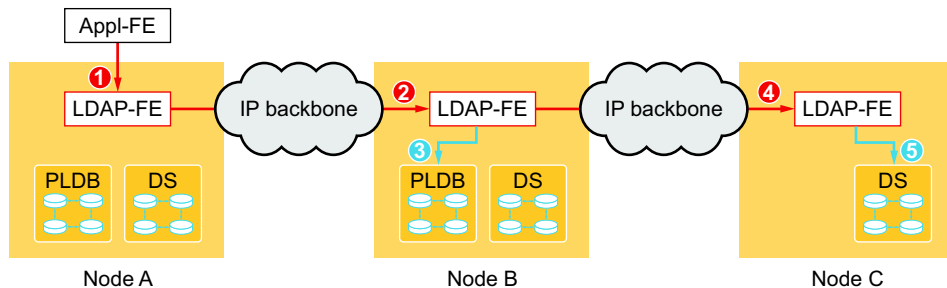 Appl-FE
1
LDAP-FE
IP backbone
2
LDAP-FE
IP backbone
4
LDAP-FE
3
5
PLDB
DS
PLDB
DS
DS
Node A
Node B
Node C